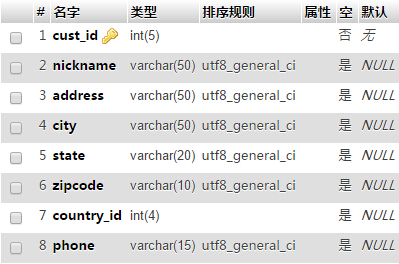 # 名字 类型 排序规则 属性 空 默认
1 cust_id int(5) 否 无
2 nickname varchar(50) utf8_general_ci 是 NULL
3 address varchar(50) utf8_general_ci 是 NULL
4 city varchar(50) utf8_general_ci 是 NULL
5 state varchar(20) utf8_general_ci 是 NULL
6 zipcode varchar(10) utf8_general_ci 是 NULL
7 country_id int(4) 是 NULL
8 phone varchar(15) utf8_general_ci 是 NULL